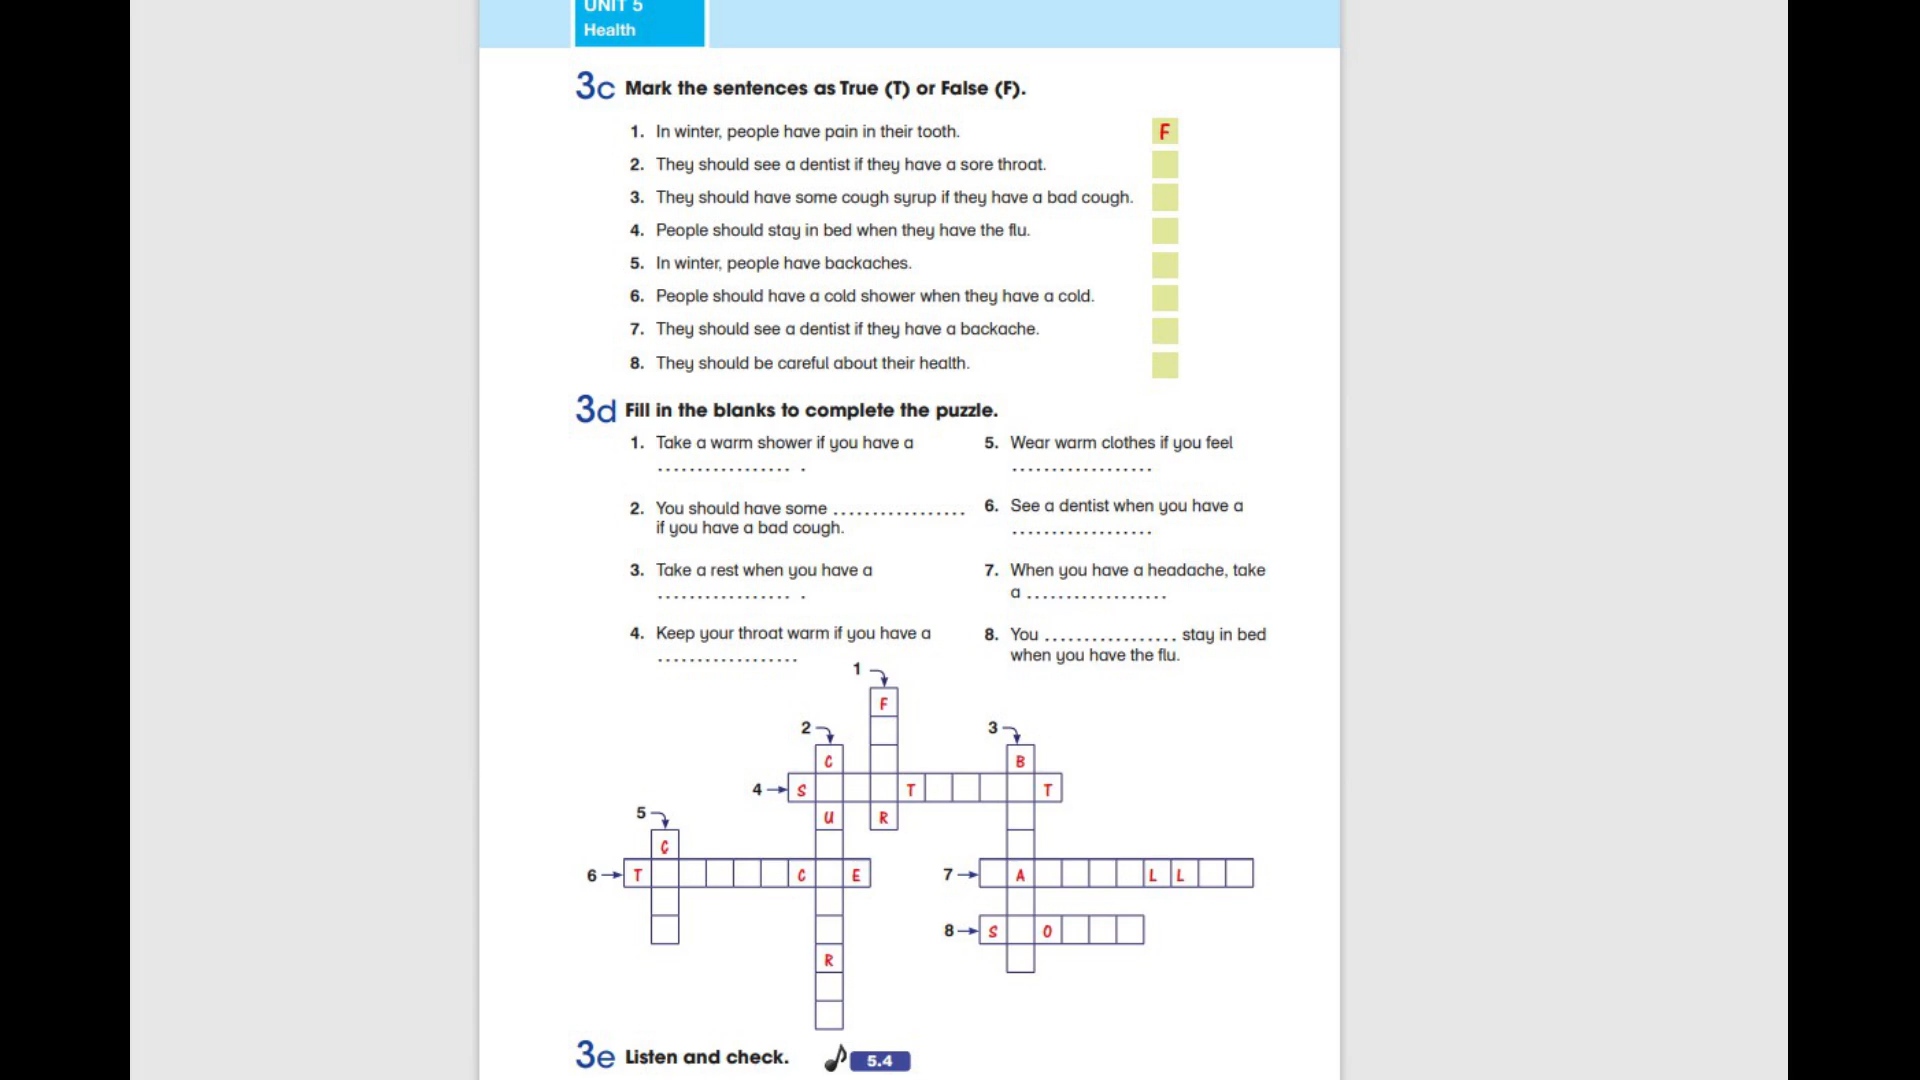 UNIT 5
Health
3c Mark the sentences as True (T) or False (F).
1. In winter, people have pain in their tooth. F
2. They should see a dentist if they have a sore throat.
3. They should have some cough syrup if they have a bad cough.
4. People should stay in bed when they have the flu.
5. In winter, people have backaches.
6. People should have a cold shower when they have a cold.
7. They should see a dentist if they have a backache.
8. They should be careful about their health.
3d Fill in the blanks to complete the puzzle.
1. Take a warm shower if you have a
................. .
2. You should have some .................
if you have a bad cough.
3. Take a rest when you have a
................. .
4. Keep your throat warm if you have a
..................
5. Wear warm clothes if you feel
..................
6. See a dentist when you have a
..................
7. When you have a headache, take
a ..................
8. You ................. stay in bed
when you have the flu.
1
F
2 3
C B
4 S T T
5 U R
C
6 T C E 7 A L L
8 S O
R
3e Listen and check. 5.4